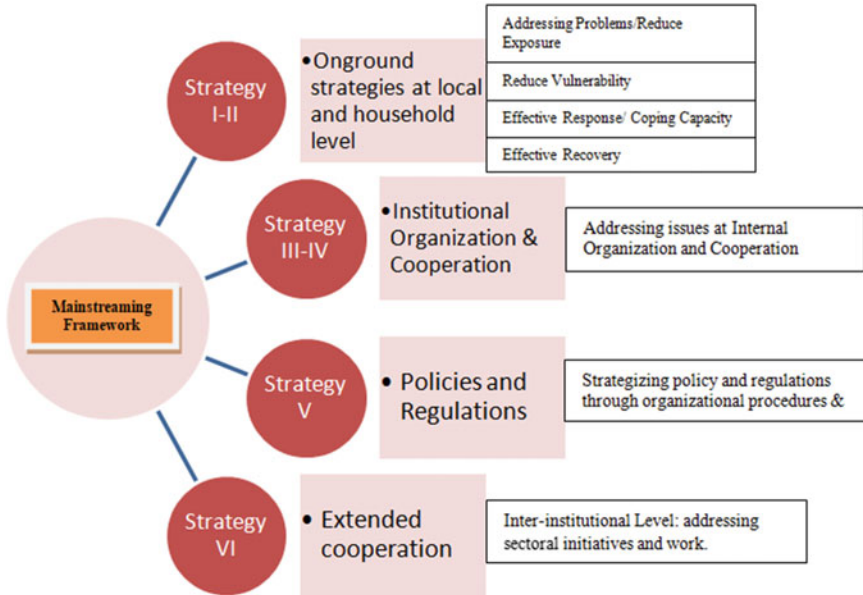 Mainstreaming
Framework
Strategy
I-II
•Onground
strategies at local
and household
level
Addressing Problems/Reduce
Exposure
Reduce Vulnerability
Effective Response/ Coping Capacity
Effective Recovery
Strategy
III-IV
•Institutional
Organization &
Cooperation
Addressing issues at Internal
Organization and Cooperation
Strategy
V
• Policies and
Regulations
Strategizing policy and regulations
through organizational procedures &
Strategy
VI
• Extended
cooperation
Inter-institutional Level: addressing
sectoral initiatives and work.